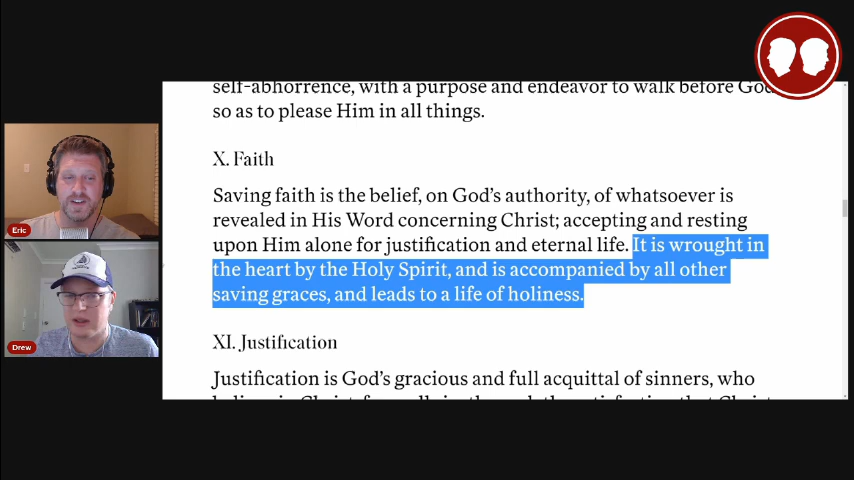 self-abhorrence, with a purpose and endeavor to walk before God
so as to please Him in all things.
X. Faith
Saving faith is the belief, on God's authority, of whatsoever is
revealed in His Word concerning Christ; accepting and resting
upon Him alone for justification and eternal life. It is wrought in
the heart by the Holy Spirit, and is accompanied by all other
saving graces, and leads to a life of holiness.
XI. Justification
Justification is God's gracious and full acquittal of sinners, who
Eric
Drew